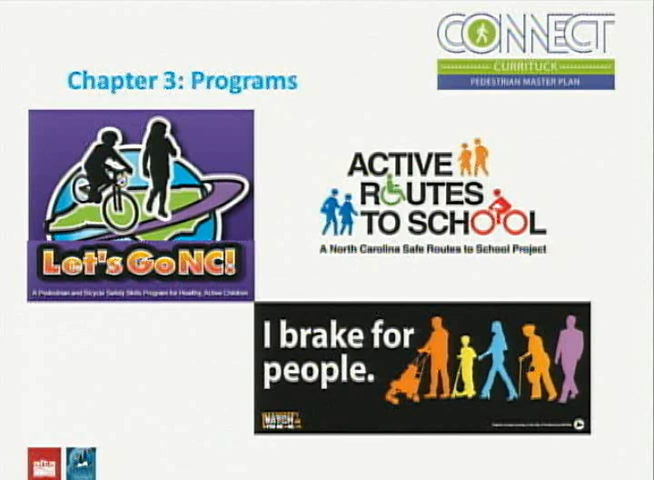 CONNECT
CURRITUCK
PEDESTRIAN MASTER PLAN
Chapter 3: Programs
Let's Go NC!
A Pedestrian and Bicycle Safety Skills Program for Healthy, Active Children
ACTIVE
ROUTES
TO SCHOOL
A North Carolina Safe Routes to School Project
I brake for
people.